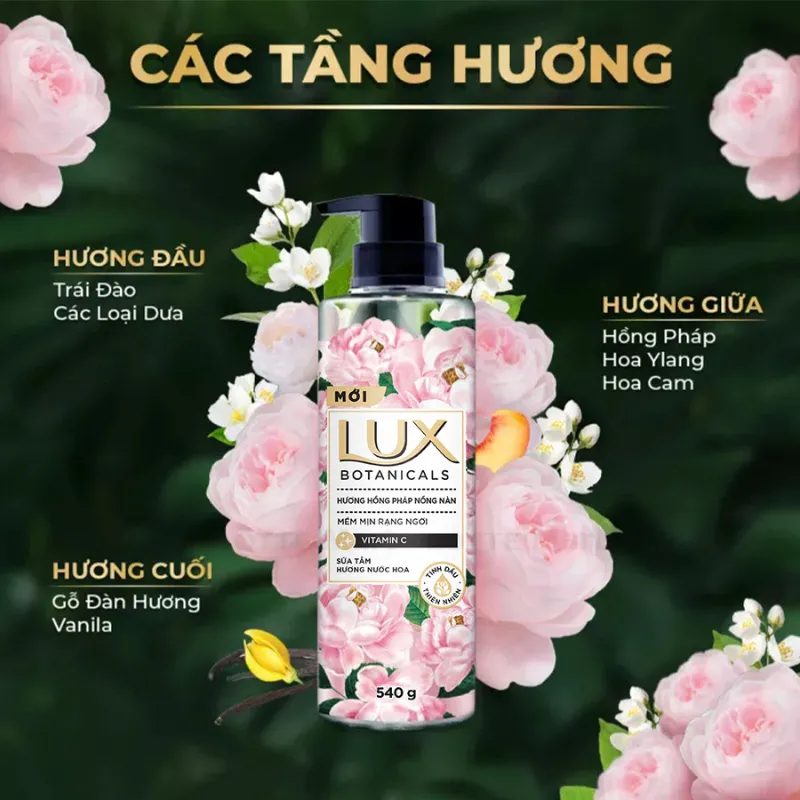 CÁC TẦNG HƯƠNG
HƯƠNG ĐẦU
Trái Đào
Các Loại Dưa
HƯƠNG GIỮA
Hồng Pháp
Hoa Ylang
Hoa Cam
MỚI
LUX
BOTANICALS
HƯƠNG HỒNG PHÁP NỒNG NÀN
MỀM MỊN RẠNG NGỜI
VITAMIN C
SỮA TẮM
HƯƠNG NƯỚC HOA
TINH DẦU
THIÊN NHIÊN
540 g
HƯƠNG CUỐI
Gỗ Đàn Hương
Vanila